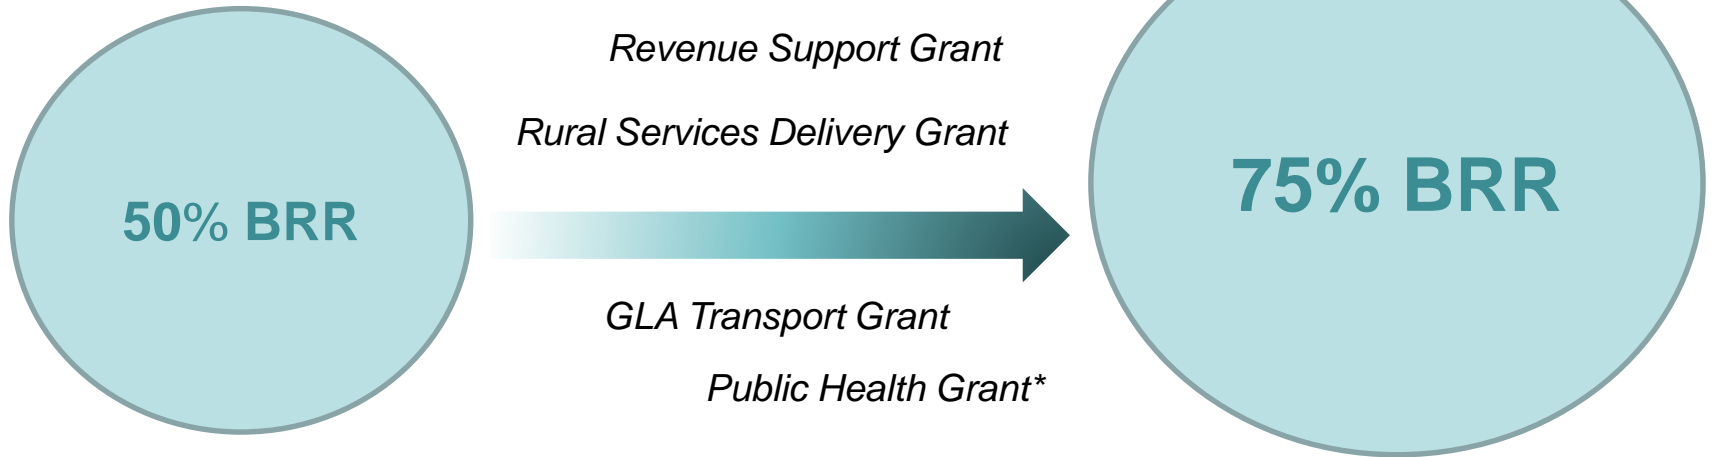 50% BRR
Revenue Support Grant
Rural Services Delivery Grant
GLA Transport Grant
Public Health Grant*
75% BRR